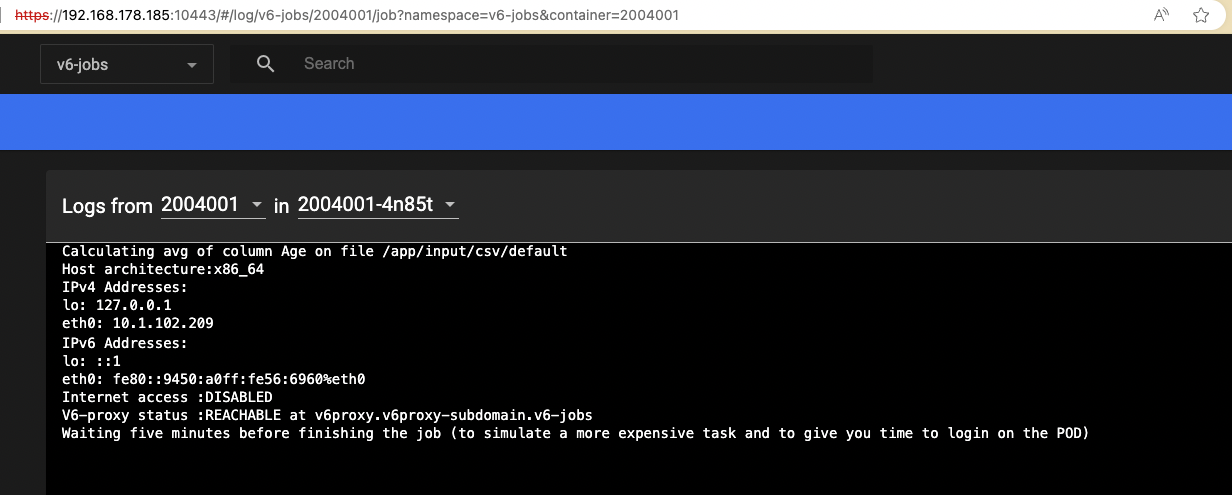 https://192.168.178.185:10443/#/log/v6-jobs/2004001/job?namespace=v6-jobs&container=2004001
v6-jobs
Search
Logs from 2004001 in 2004001-4n85t
Calculating avg of column Age on file /app/input/csv/default
Host architecture:x86_64
IPv4 Addresses:
lo: 127.0.0.1
eth0: 10.1.102.209
IPv6 Addresses:
lo: ::1
eth0: fe80::9450:a0ff:fe56:6960%eth0
Internet access :DISABLED
V6-proxy status :REACHABLE at v6proxy.v6proxy-subdomain.v6-jobs
Waiting five minutes before finishing the job (to simulate a more expensive task and to give you time to login on the POD)